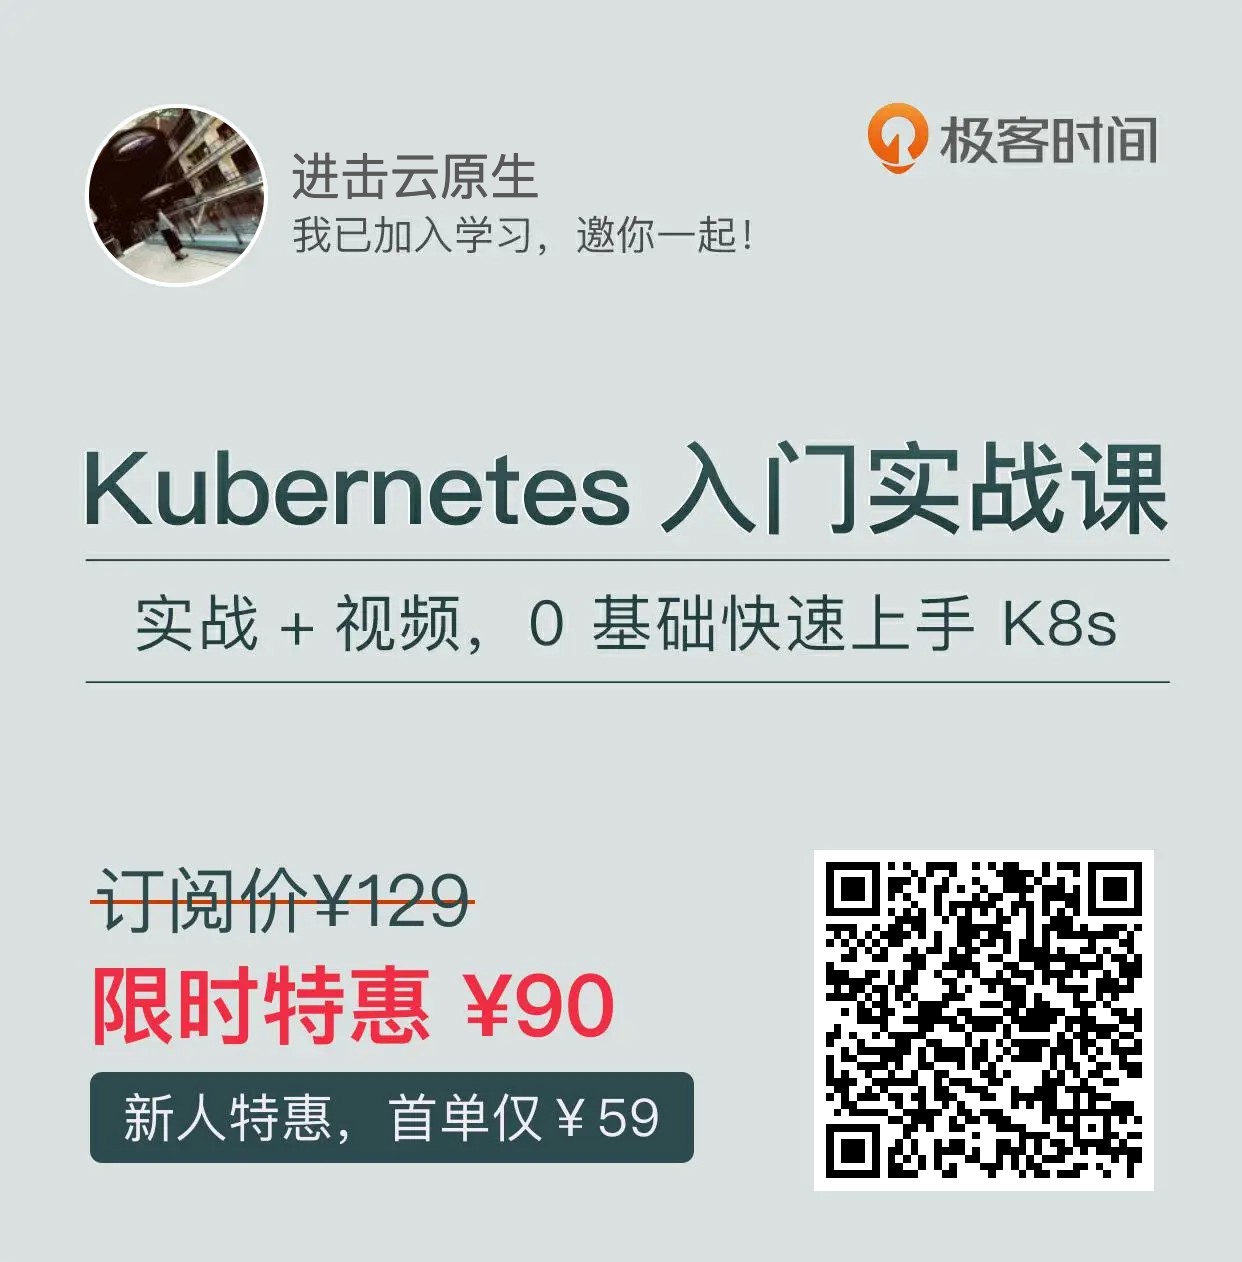 进击云原生
我已加入学习，邀你一起！
极客时间
Kubernetes 入门实战课
实战 + 视频，0 基础快速上手 K8s
订阅价¥129
限时特惠 ¥90
新人特惠，首单仅 ¥ 59